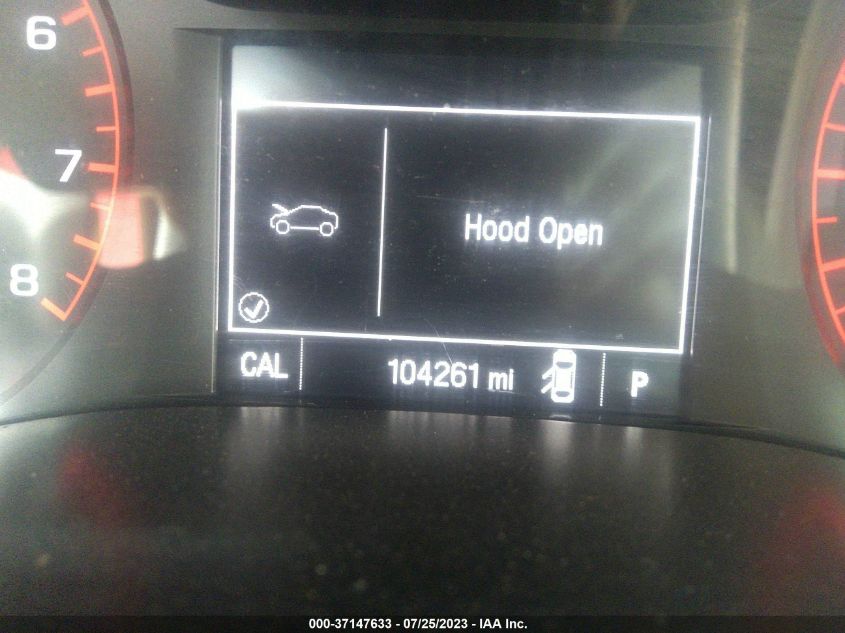 6
7
8
Hood Open
CAL 104261 mi P
000-37147633 - 07/25/2023 - IAA Inc.